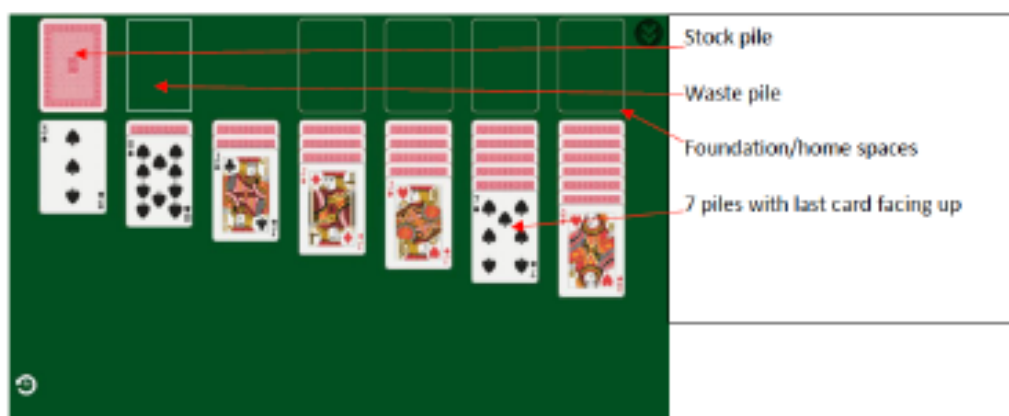 Stock pile
Waste pile
Foundation/home spaces
7 piles with last card facing up